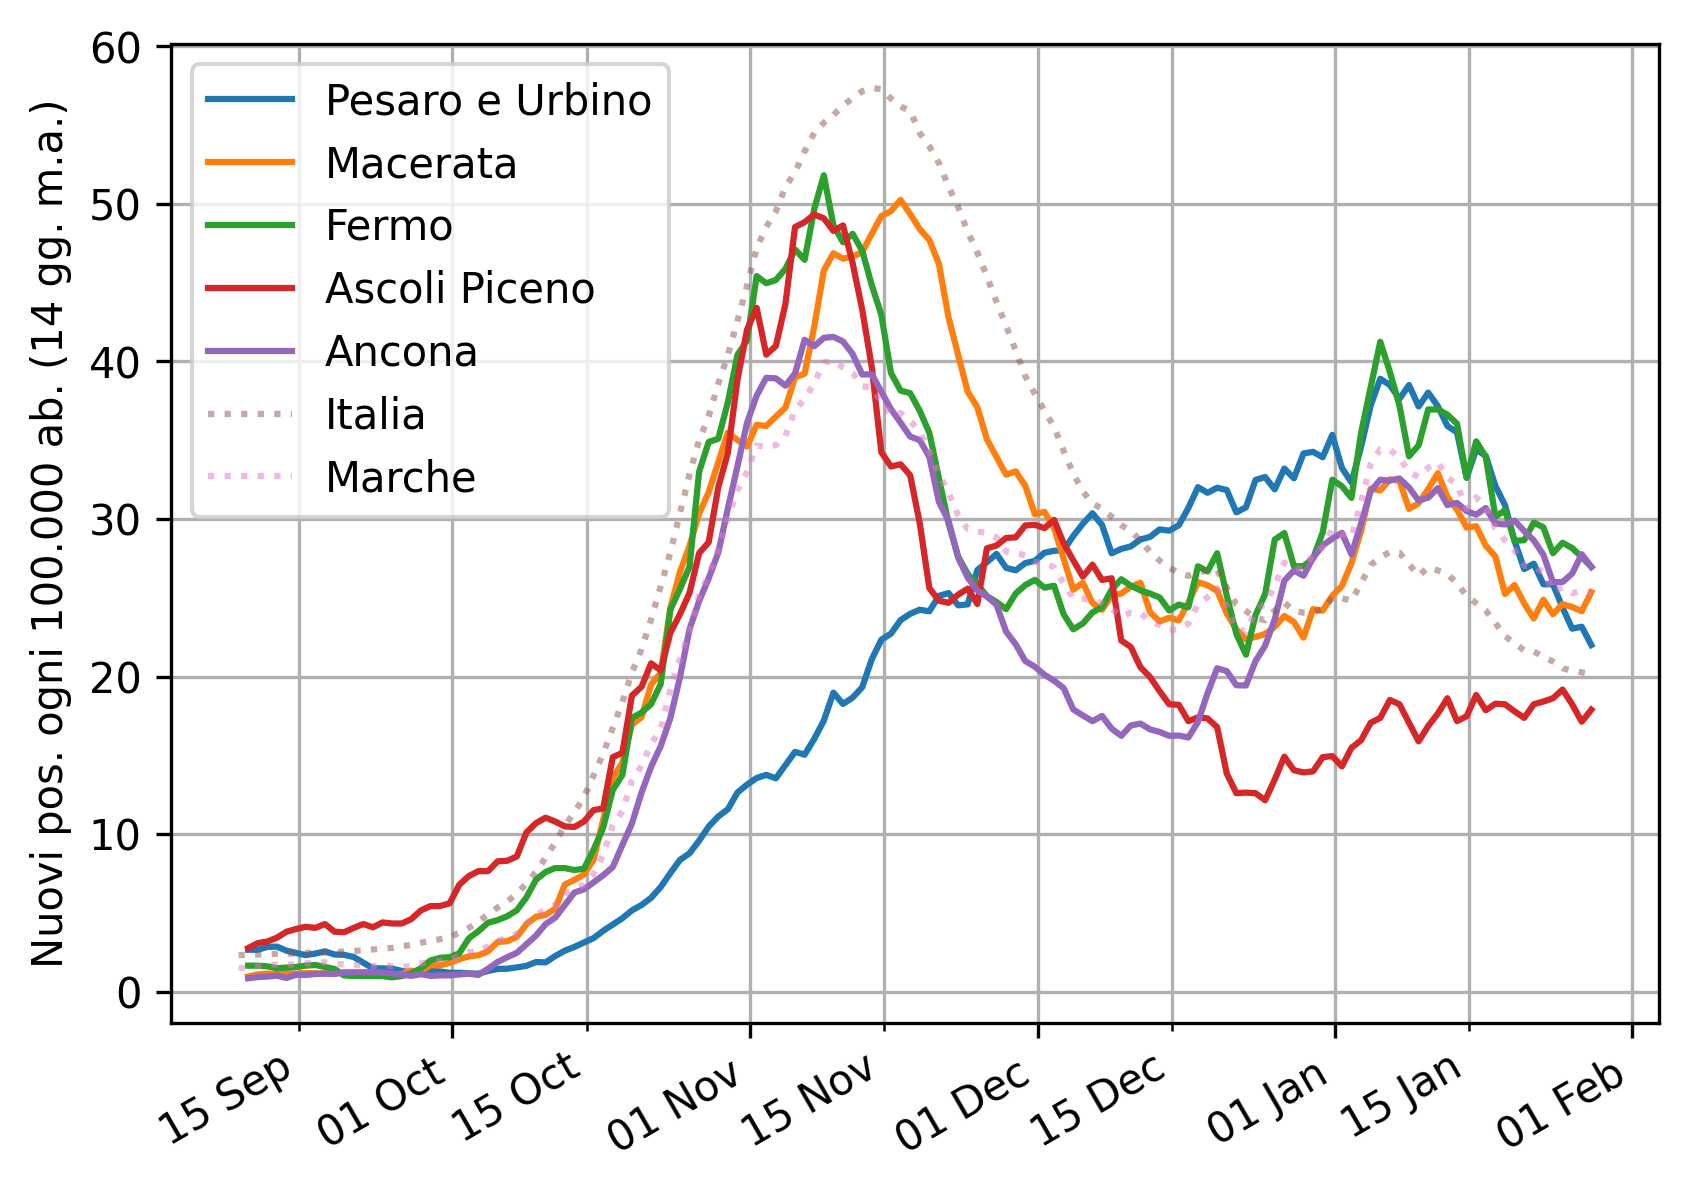 Nuovi pos. ogni 100.000 ab. (14 gg. m.a.)
60
50
40
30
20
10
0
Pesaro e Urbino
Macerata
Fermo
Ascoli Piceno
Ancona
Italia
Marche
15 Sep
01 Oct
15 Oct
01 Nov
15 Nov
01 Dec
15 Dec
01 Jan
15 Jan
01 Feb